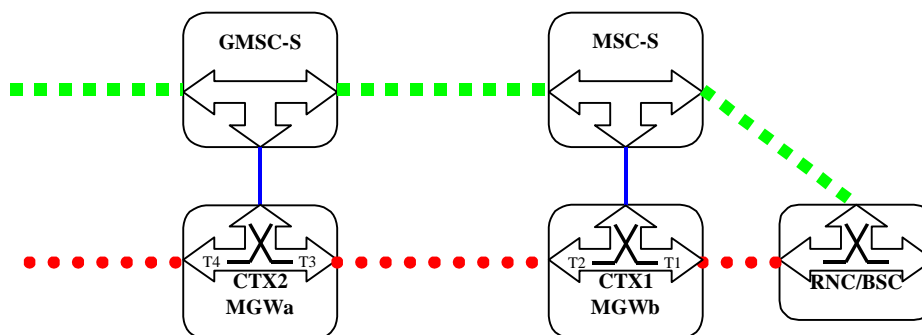 GMSC-S
MSC-S
T4
T3
CTX2
MGWa
T2
T1
CTX1
MGWb
RNC/BSC